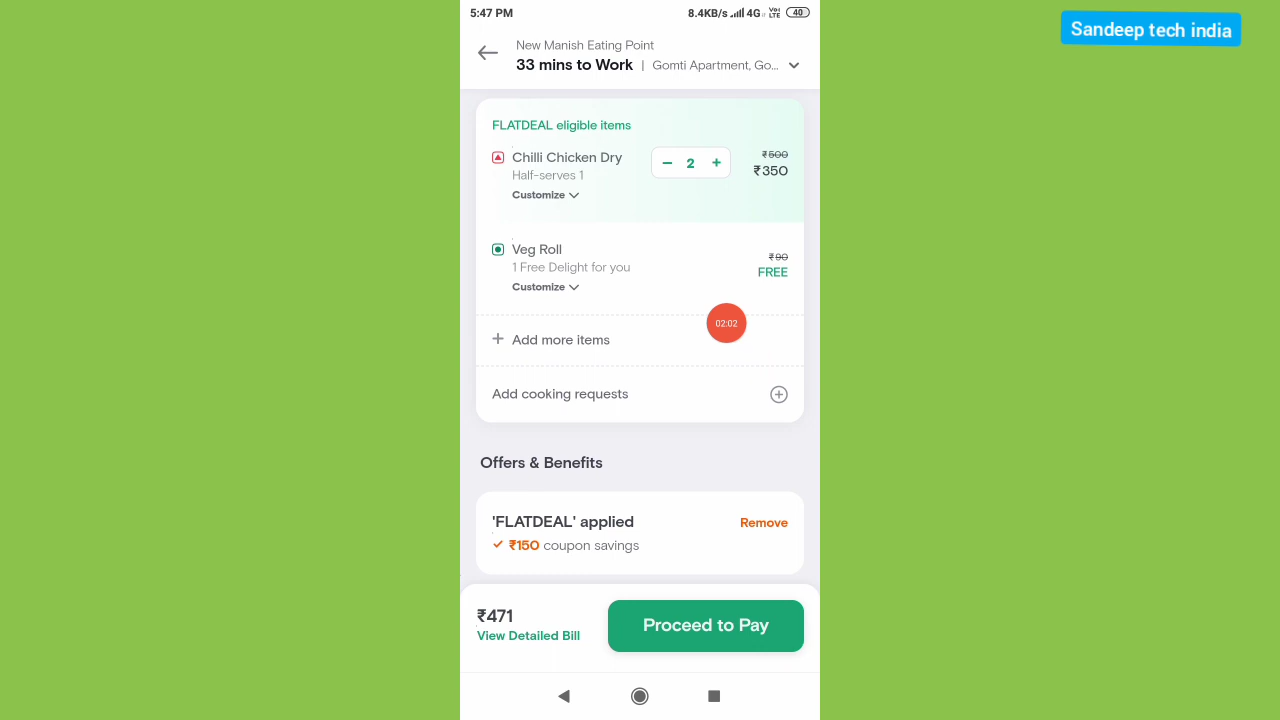 5:47 PM
8.4KB/s 4G Vo) LTE 40
Sandeep tech india
New Manish Eating Point
33 mins to Work | Gomti Apartment, Go...
FLATDEAL eligible items
Chilli Chicken Dry
− 2 +
₹500
₹350
Half-serves 1
Customize
Veg Roll
₹90
1 Free Delight for you
FREE
Customize
02:02
+ Add more items
Add cooking requests
Offers & Benefits
'FLATDEAL' applied
Remove
₹150 coupon savings
₹471
Proceed to Pay
View Detailed Bill